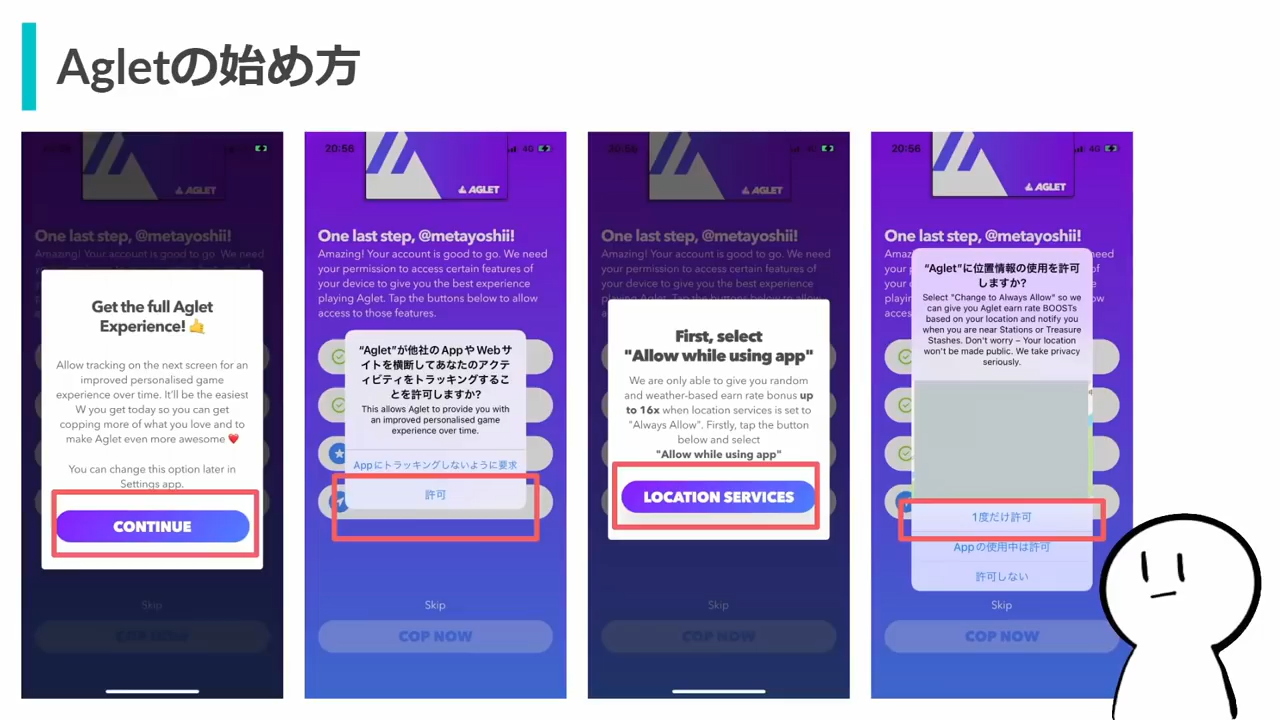 Agletの始め方
AGLET
One last step, @metayoshii!
Amazing! Your account is good to go. We need
Get the full Aglet
Experience! 🤙
Allow tracking on the next screen for an
improved personalised game
experience over time. It'll be the easiest
W you get today so you can get
copping more of what you love and to
make Aglet even more awesome ❤️
You can change this option later in
Settings app.
CONTINUE
Skip
COP NOW
20:56
4G
AGLET
One last step, @metayoshii!
Amazing! Your account is good to go. We need
your permission to access certain features of
your device to give you the best experience
playing Aglet. Tap the buttons below to allow
access to those features.
"Aglet"が他社のAppやWebサ
イトを横断してあなたのアクテ
ィビティをトラッキングするこ
とを許可しますか?
This allows Aglet to provide you with
an improved personalised game
experience over time.
Appにトラッキングしないように要求
許可
Skip
COP NOW
AGLET
One last step, @metayoshii!
Amazing! Your account is good to go. We need
your permission to access certain features of
your device to give you the best experience
playing Aglet. Tap the buttons below to allow
First, select
"Allow while using app"
We are only able to give you random
and weather-based earn rate bonus up
to 16x when location services is set to
"Always Allow". Firstly, tap the button
below and select
"Allow while using app"
LOCATION SERVICES
Skip
COP NOW
20:56
4G
AGLET
One last step, @metayoshii!
"Aglet"に位置情報の使用を許可
しますか?
Select "Change to Always Allow" so we
can give you Aglet earn rate BOOSTs
based on your location and notify you
when you are near Stations or Treasure
Stashes. Don't worry – Your location
won't be made public. We take privacy
seriously.
1度だけ許可
Appの使用中は許可
許可しない
Skip
COP NOW